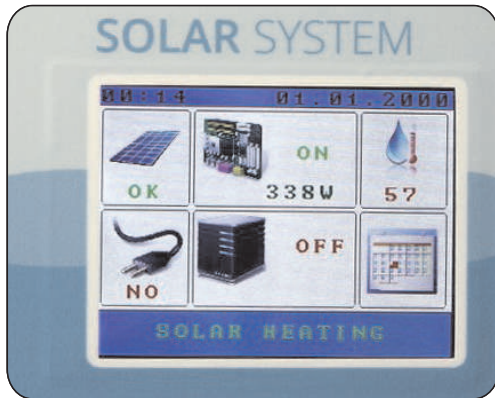 SOLAR SYSTEM
00:14 01.01.2000
OK
ON
338W
57
NO
OFF
SOLAR HEATING